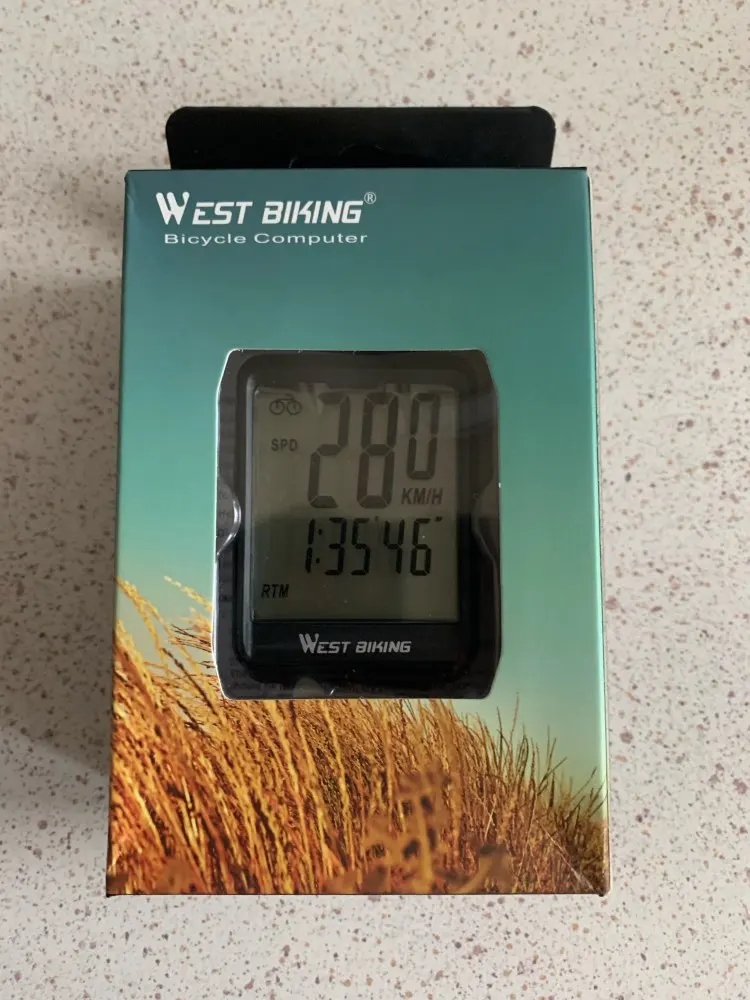 WEST BIKING®
Bicycle Computer
SPD
280
KM/H
1:35'46"
RTM
WEST BIKING